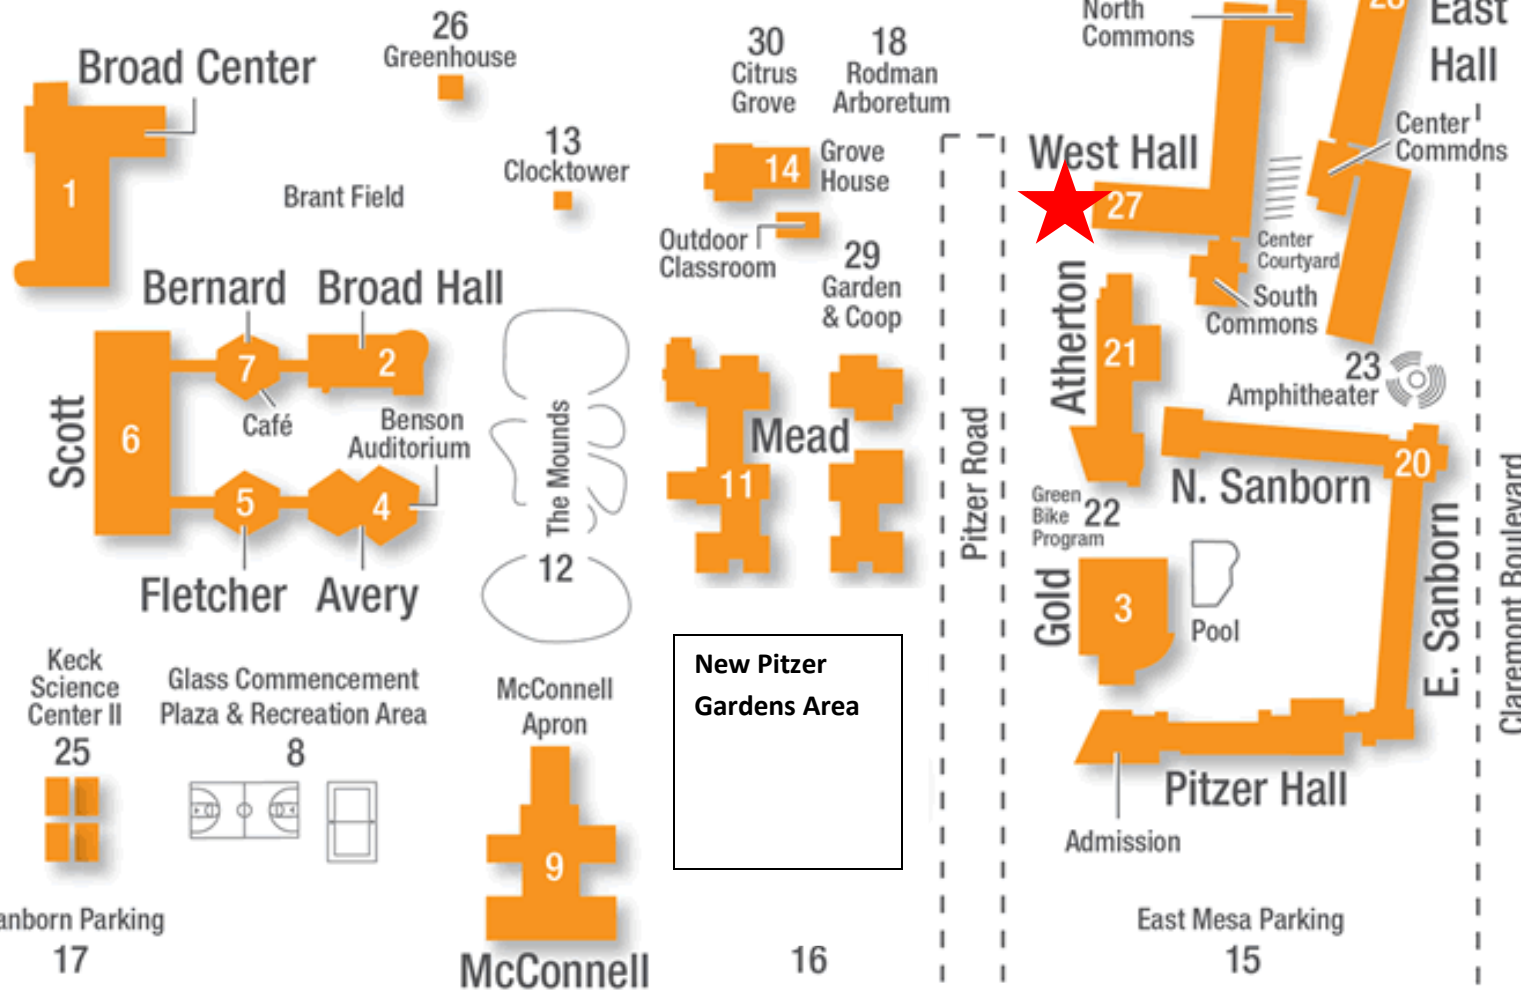 26
Greenhouse
30
Citrus
Grove
18
Rodman
Arboretum
North
Commons
28
East
Hall
Broad Center
1
13
Clocktower
Brant Field
14
Grove
House
Outdoor
Classroom
29
Garden
& Coop
West Hall
27
Center
Commons
Center
Courtyard
South
Commons
Bernard
Broad Hall
7
2
Café
Scott
6
Benson
Auditorium
5
4
Fletcher
Avery
The Mounds
12
Mead
11
Pitzer Road
Atherton
21
23
Amphitheater
N. Sanborn
20
Green
Bike
Program
22
Gold
3
Pool
E. Sanborn
Claremont Boulevard
Keck
Science
Center II
25
Glass Commencement
Plaza & Recreation Area
8
McConnell
Apron
9
McConnell
New Pitzer
Gardens Area
Pitzer Hall
Admission
anborn Parking
17
16
East Mesa Parking
15